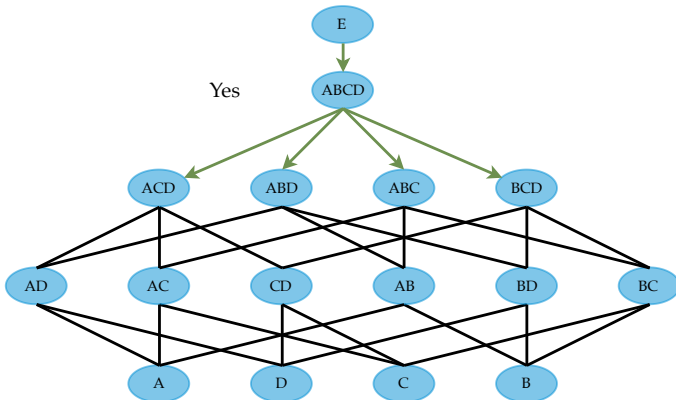 E
Yes
ABCD
ACD ABD ABC BCD
AD AC CD AB BD BC
A D C B